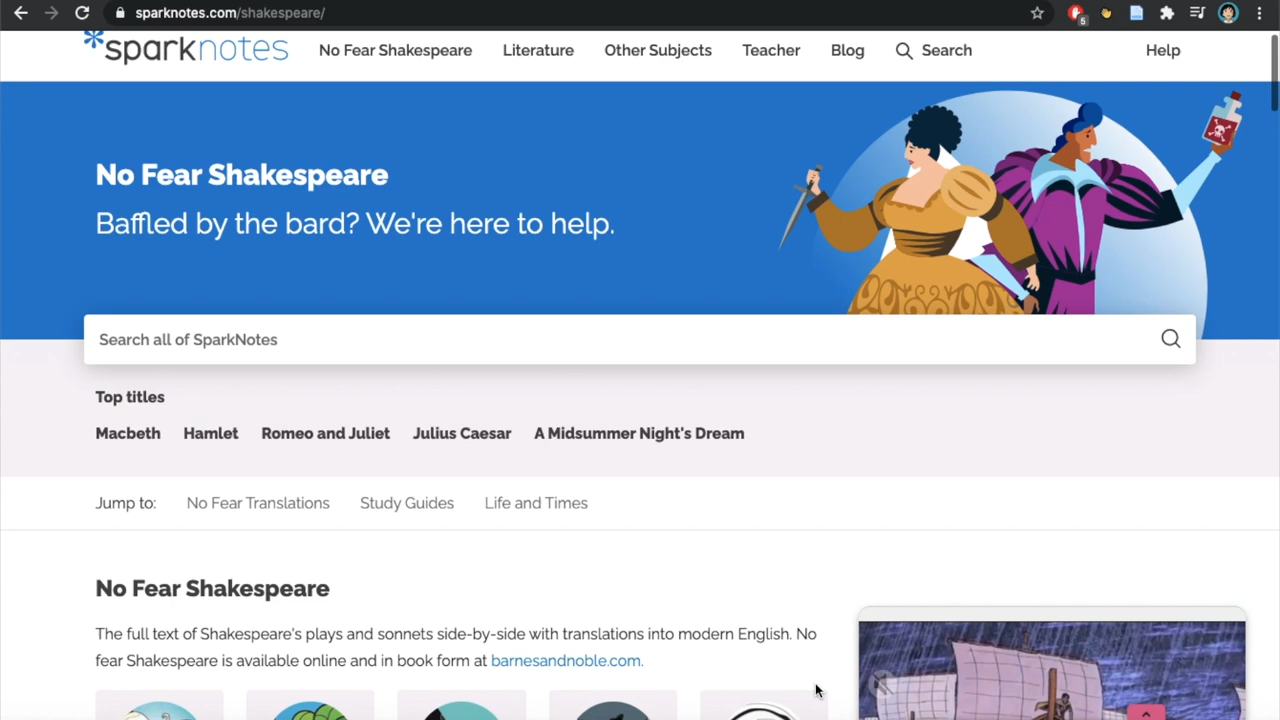 sparknotes.com/shakespeare/
5
*sparknotes No Fear Shakespeare Literature Other Subjects Teacher Blog Search Help
No Fear Shakespeare
Baffled by the bard? We're here to help.
Search all of SparkNotes
Top titles
Macbeth Hamlet Romeo and Juliet Julius Caesar A Midsummer Night's Dream
Jump to: No Fear Translations Study Guides Life and Times
No Fear Shakespeare
The full text of Shakespeare's plays and sonnets side-by-side with translations into modern English. No
fear Shakespeare is available online and in book form at barnesandnoble.com.